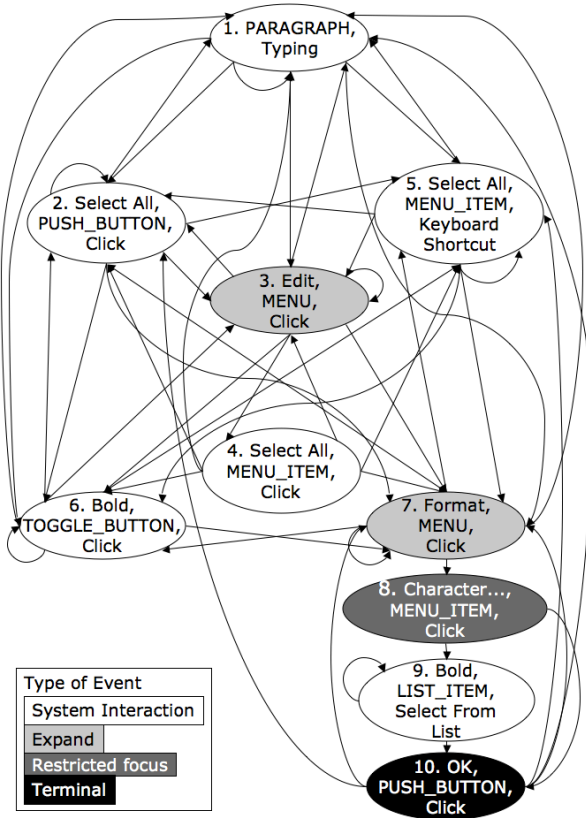 1. PARAGRAPH,
Typing
2. Select All,
PUSH_BUTTON,
Click
5. Select All,
MENU_ITEM,
Keyboard
Shortcut
3. Edit,
MENU,
Click
4. Select All,
MENU_ITEM,
Click
6. Bold,
TOGGLE_BUTTON,
Click
7. Format,
MENU,
Click
8. Character...,
MENU_ITEM,
Click
9. Bold,
LIST_ITEM,
Select From
List
10. OK,
PUSH_BUTTON,
Click
Type of Event
System Interaction
Expand
Restricted focus
Terminal